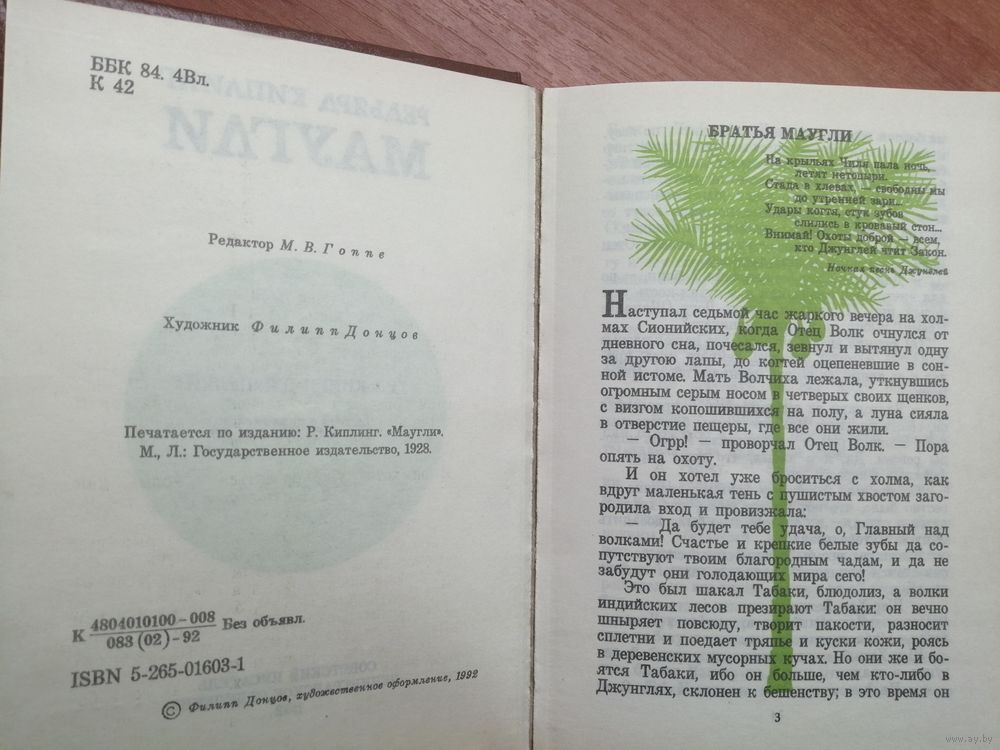 ББК 84. 4Вл.
К 42
Редактор М. В. Гоппе
Художник Филипп Донцов
Печатается по изданию: Р. Киплинг. «Маугли».
М., Л.: Государственное издательство, 1928.
К 4804010100—008
083 (02)—92 Без объявл.
ISBN 5-265-01603-1
© Филипп Донцов, художественное оформление, 1992
БРАТЬЯ МАУГЛИ
На крыльях Чиля пала ночь,
летят нетопыри.
Стада в хлевах, — свободны мы
до утренней зари...
Удары когтя, стук зубов
слились в кровавый стон...
Внимай! Охоты доброй — всем,
кто Джунглей чтит Закон.
Ночная песнь Джунглей
Наступал седьмой час жаркого вечера на хол-
мах Сионийских, когда Отец Волк очнулся от
дневного сна, почесался, зевнул и вытянул одну
за другою лапы, до когтей оцепеневшие в сон-
ной истоме. Мать Волчиха лежала, уткнувшись
огромным серым носом в четверых своих щенков,
с визгом копошившихся на полу, а луна сияла
в отверстие пещеры, где все они жили.
— Огрр! — проворчал Отец Волк. — Пора
опять на охоту.
И он хотел уже броситься с холма, как
вдруг маленькая тень с пушистым хвостом заго-
родила вход и провизжала:
— Да будет тебе удача, о, Главный над
волками! Счастье и крепкие белые зубы да со-
путствуют твоим благородным чадам, и да не
забудут они голодающих мира сего!
Это был шакал Табаки, блюдолиз, а волки
индийских лесов презирают Табаки: он вечно
шныряет повсюду, творит пакости, разносит
сплетни и поедает тряпье и куски кожи, роясь
в деревенских мусорных кучах. Но они же и бо-
ятся Табаки, ибо он больше, чем кто-либо в
Джунглях, склонен к бешенству; в это время он
3
www.ay.by